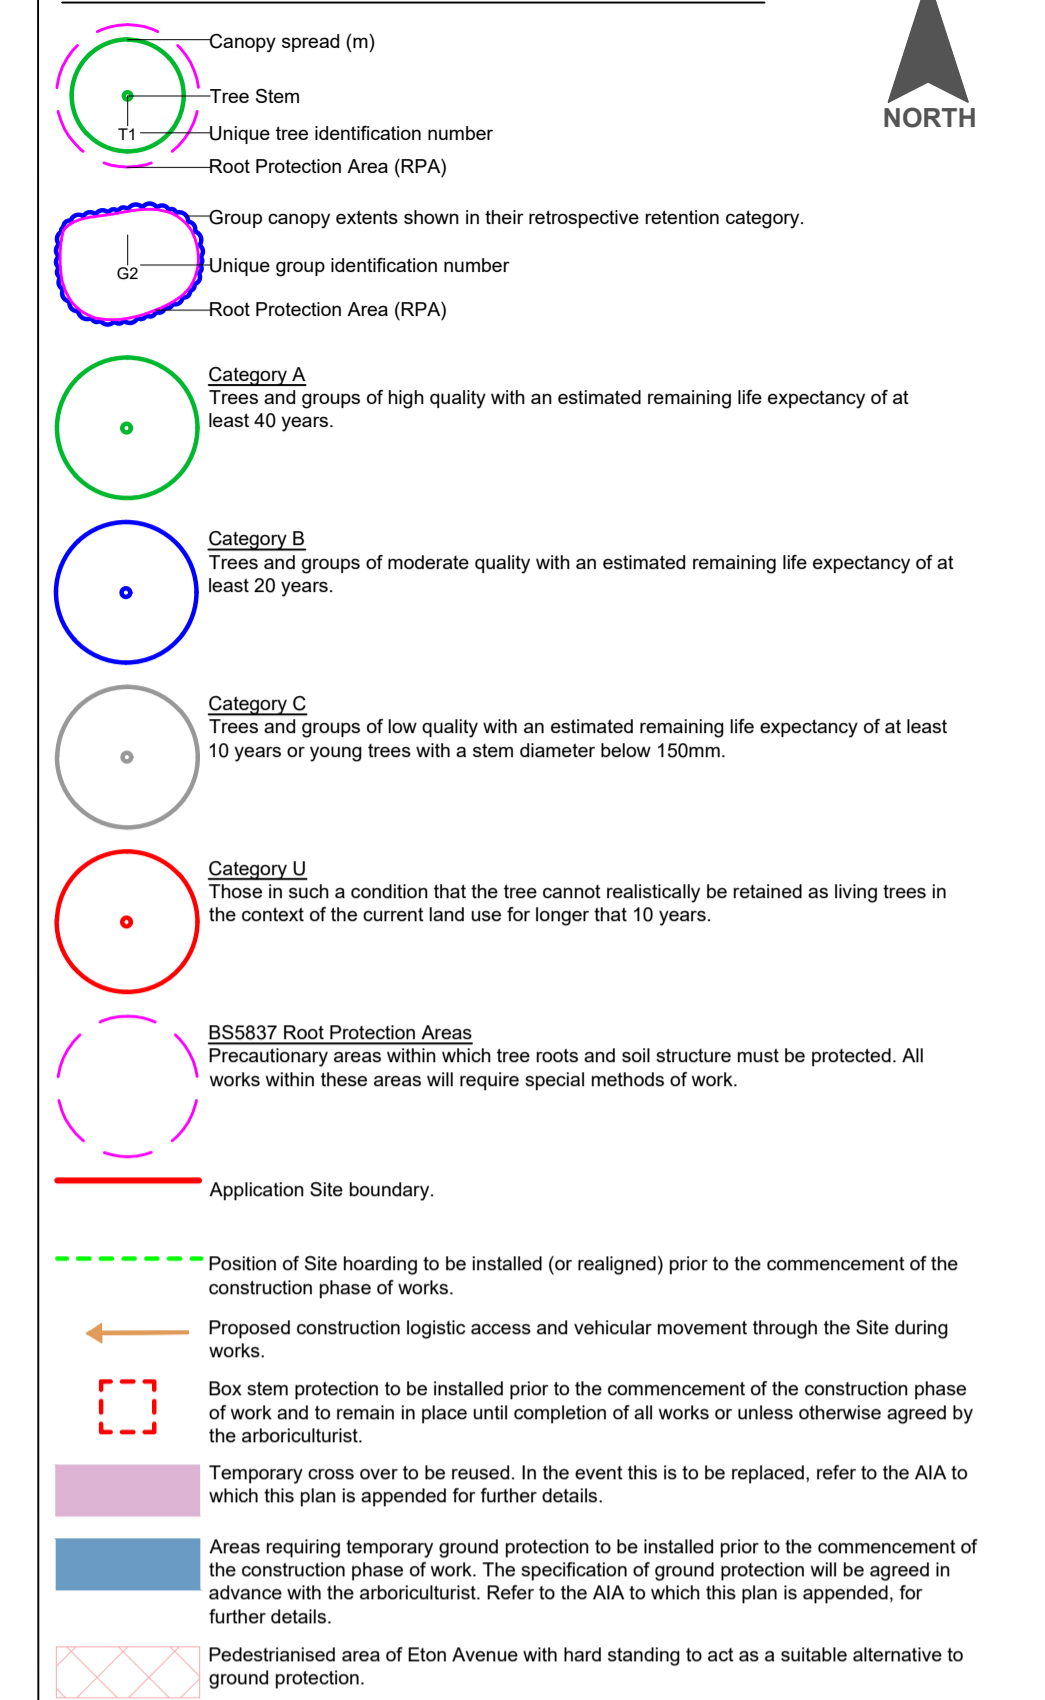 Canopy spread (m)
NORTH
Tree Stem
T1
Unique tree identification number
Root Protection Area (RPA)
Group canopy extents shown in their retrospective retention category.
G2
Unique group identification number
Root Protection Area (RPA)
Category A
Trees and groups of high quality with an estimated remaining life expectancy of at
least 40 years.
Category B
Trees and groups of moderate quality with an estimated remaining life expectancy of at
least 20 years.
Category C
Trees and groups of low quality with an estimated remaining life expectancy of at least
10 years or young trees with a stem diameter below 150mm.
Category U
Those in such a condition that the tree cannot realistically be retained as living trees in
the context of the current land use for longer that 10 years.
BS5837 Root Protection Areas
Precautionary areas within which tree roots and soil structure must be protected. All
works within these areas will require special methods of work.
Application Site boundary.
Position of Site hoarding to be installed (or realigned) prior to the commencement of the
construction phase of works.
Proposed construction logistic access and vehicular movement through the Site during
works.
Box stem protection to be installed prior to the commencement of the construction phase
of work and to remain in place until completion of all works or unless otherwise agreed by
the arboriculturist.
Temporary cross over to be reused. In the event this is to be replaced, refer to the AIA to
which this plan is appended for further details.
Areas requiring temporary ground protection to be installed prior to the commencement of
the construction phase of work. The specification of ground protection will be agreed in
advance with the arboriculturist. Refer to the AIA to which this plan is appended, for
further details.
Pedestrianised area of Eton Avenue with hard standing to act as a suitable alternative to
ground protection.